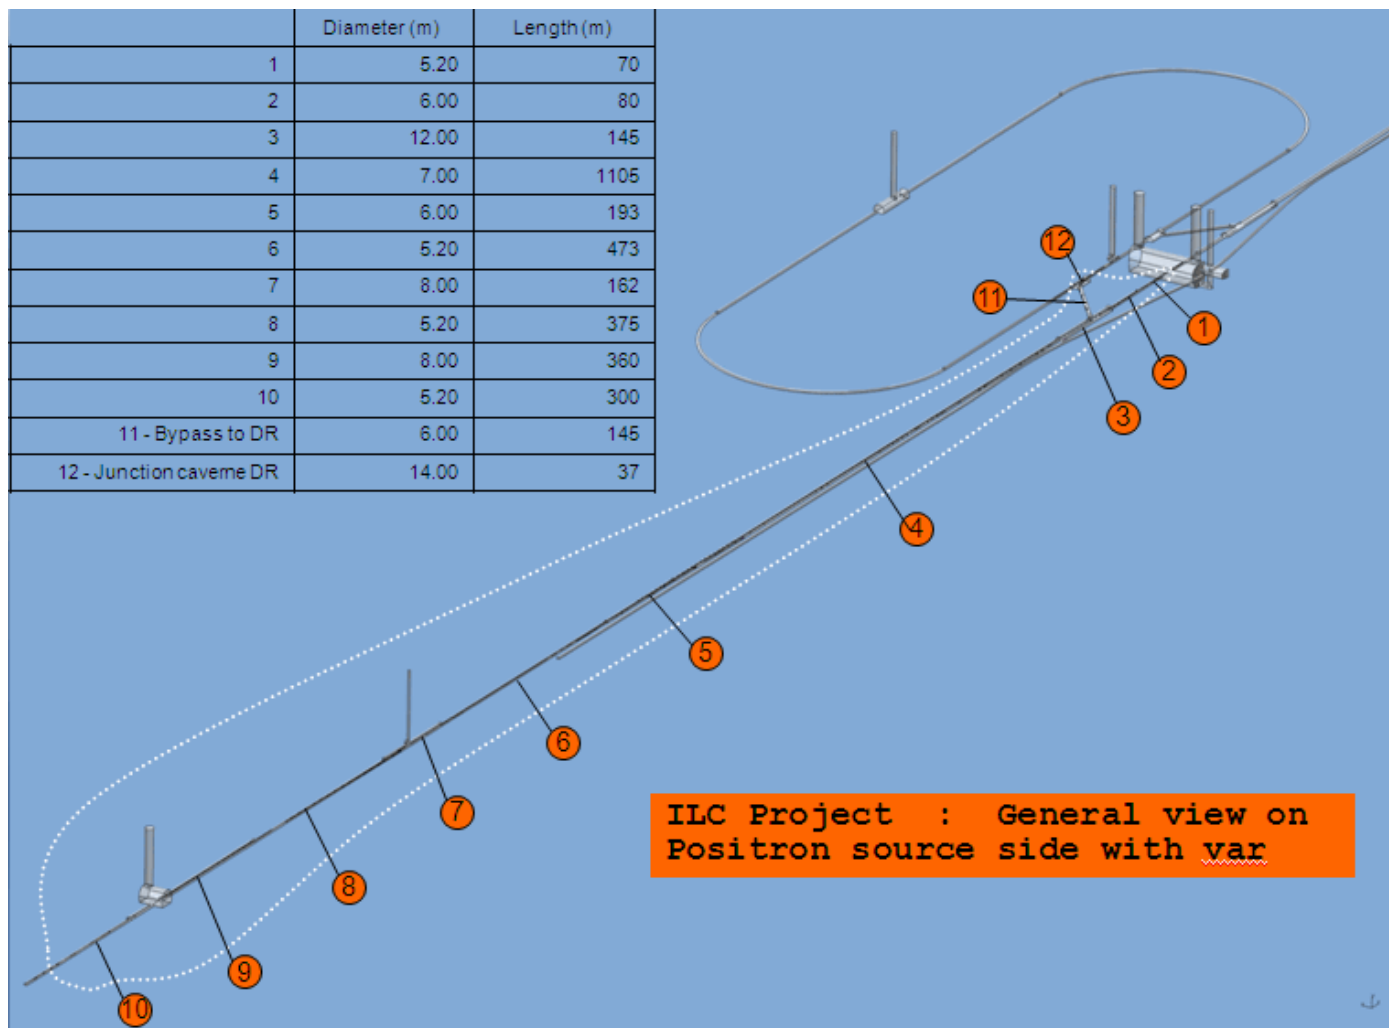 Diameter (m) Length (m)
1 5.20 70
2 6.00 80
3 12.00 145
4 7.00 1105
5 6.00 193
6 5.20 473
7 8.00 162
8 5.20 375
9 8.00 360
10 5.20 300
11 - Bypass to DR 6.00 145
12 - Junction caverne DR 14.00 37
12
11
1
2
3
4
5
6
7
8
9
10
ILC Project : General view on
Positron source side with var